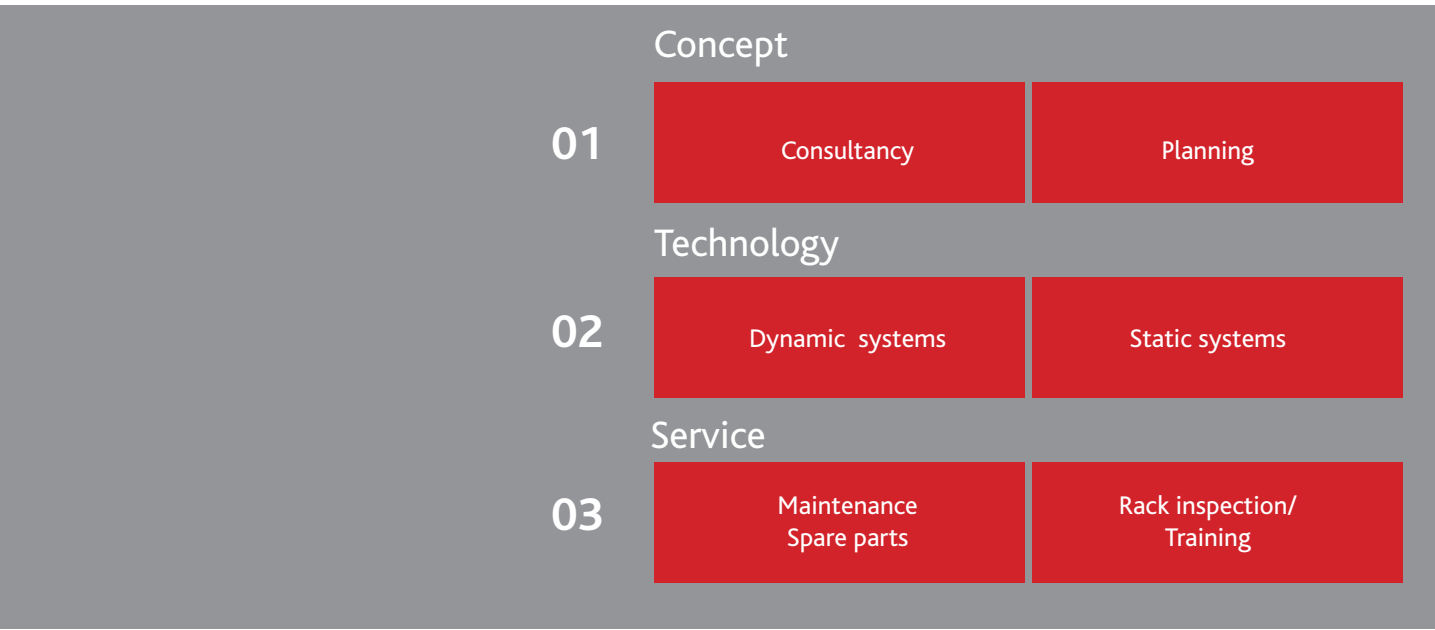 Concept
01
Consultancy
Planning
Technology
02
Dynamic systems
Static systems
Service
03
Maintenance
Spare parts
Rack inspection/
Training